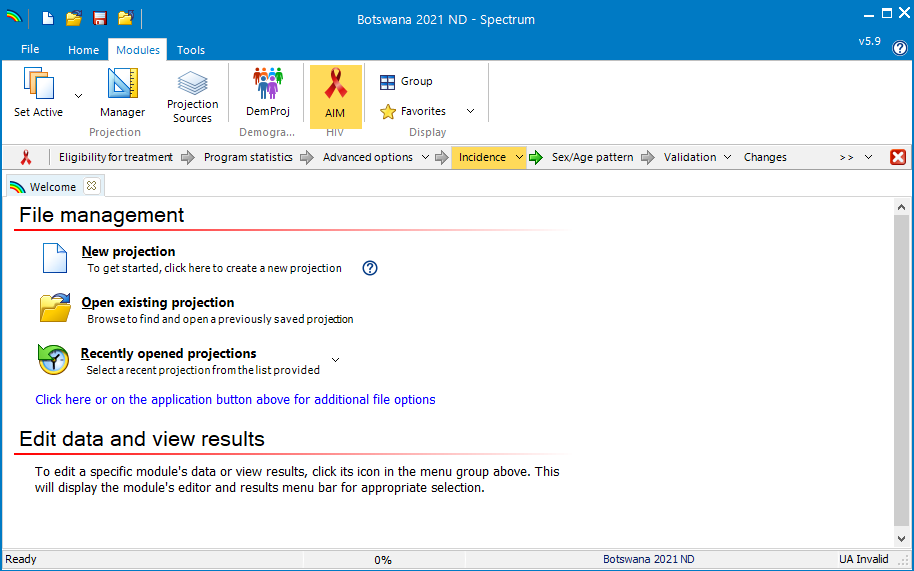 Botswana 2021 ND - Spectrum
File Home Modules Tools
v5.9
?
Set Active Manager Projection Sources DemProj AIM Group
Favorites
Projection Demogra... HIV Display
Eligibility for treatment Program statistics Advanced options Incidence Sex/Age pattern Validation Changes >>
Welcome
File management
New projection
To get started, click here to create a new projection ?
Open existing projection
Browse to find and open a previously saved projection
Recently opened projections
Select a recent projection from the list provided
Click here or on the application button above for additional file options
Edit data and view results
To edit a specific module's data or view results, click its icon in the menu group above. This
will display the module's editor and results menu bar for appropriate selection.
Ready 0% Botswana 2021 ND UA Invalid